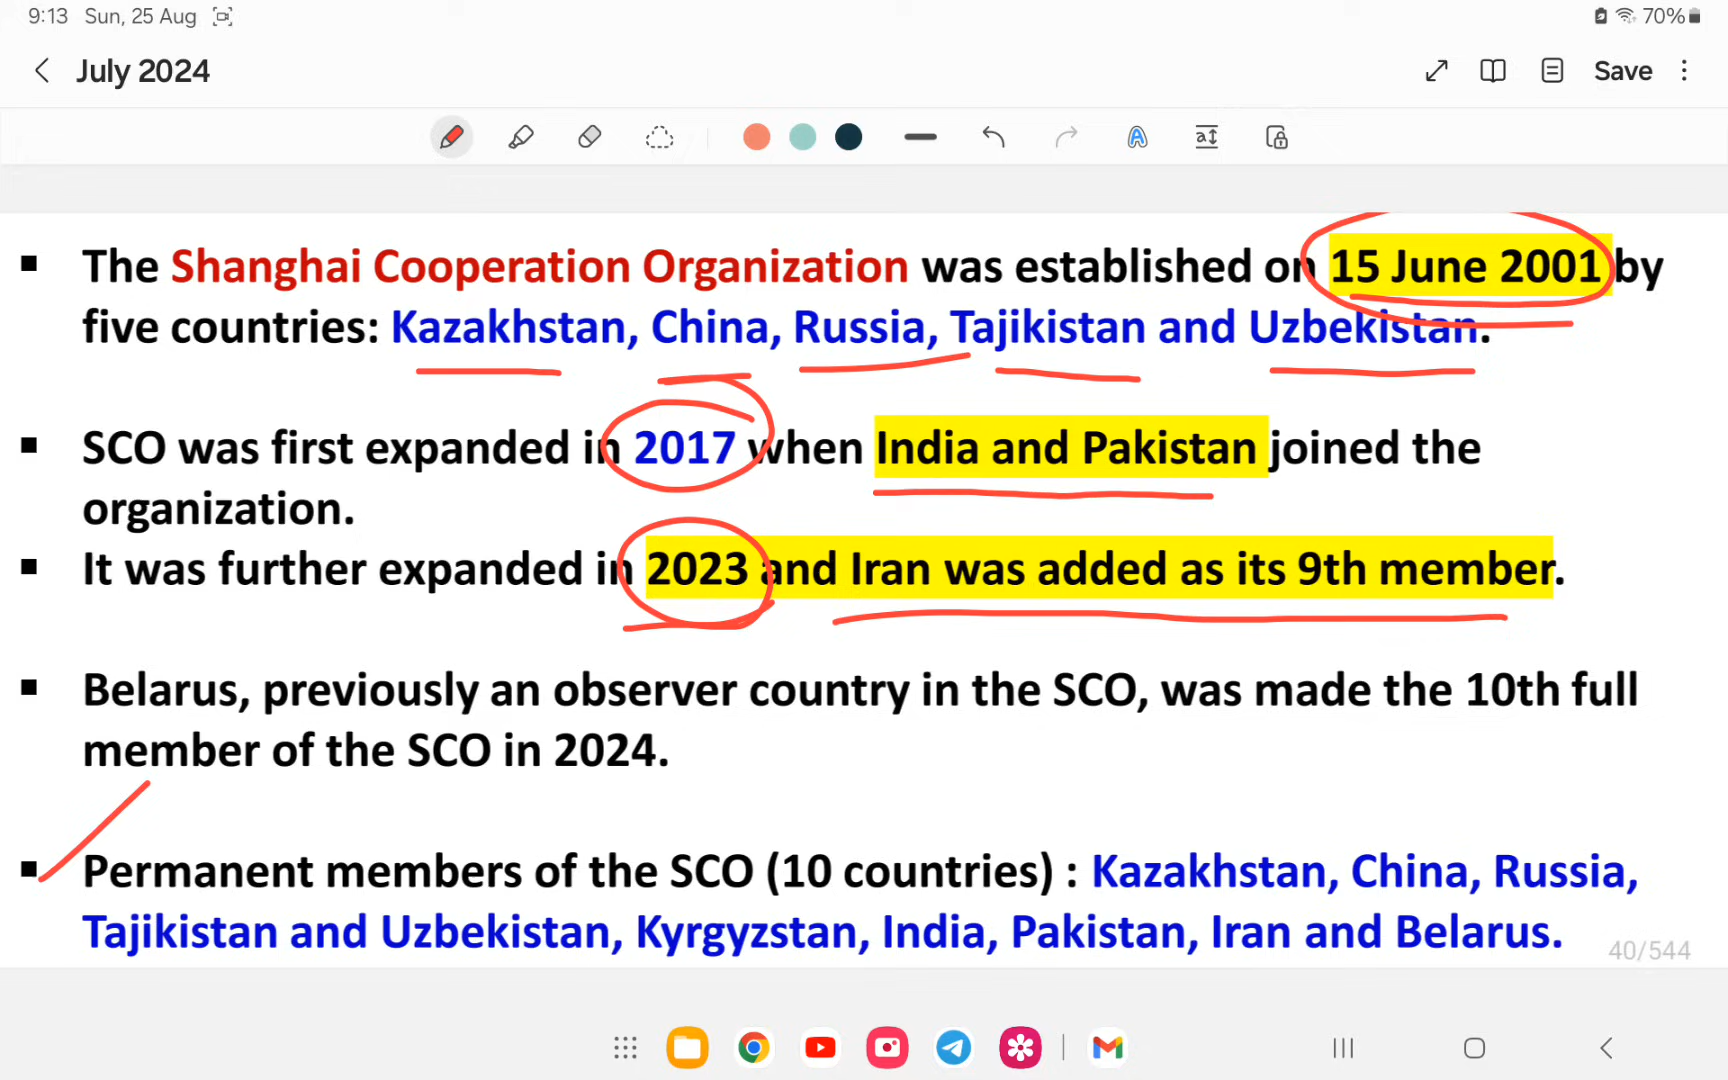 9:13 Sun, 25 Aug
70%
July 2024
Save
The Shanghai Cooperation Organization was established on 15 June 2001 by
five countries: Kazakhstan, China, Russia, Tajikistan and Uzbekistan.
SCO was first expanded in 2017 when India and Pakistan joined the
organization.
It was further expanded in 2023 and Iran was added as its 9th member.
Belarus, previously an observer country in the SCO, was made the 10th full
member of the SCO in 2024.
Permanent members of the SCO (10 countries) : Kazakhstan, China, Russia,
Tajikistan and Uzbekistan, Kyrgyzstan, India, Pakistan, Iran and Belarus.
40/544